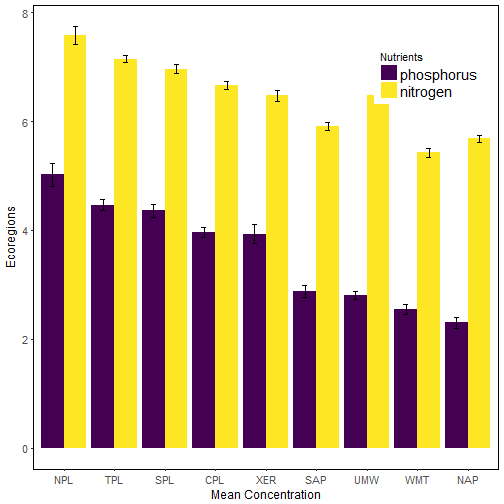 8
6
4
2
0
Ecoregions
Nutrients
phosphorus
nitrogen
NPL TPL SPL CPL XER SAP UMW WMT NAP
Mean Concentration